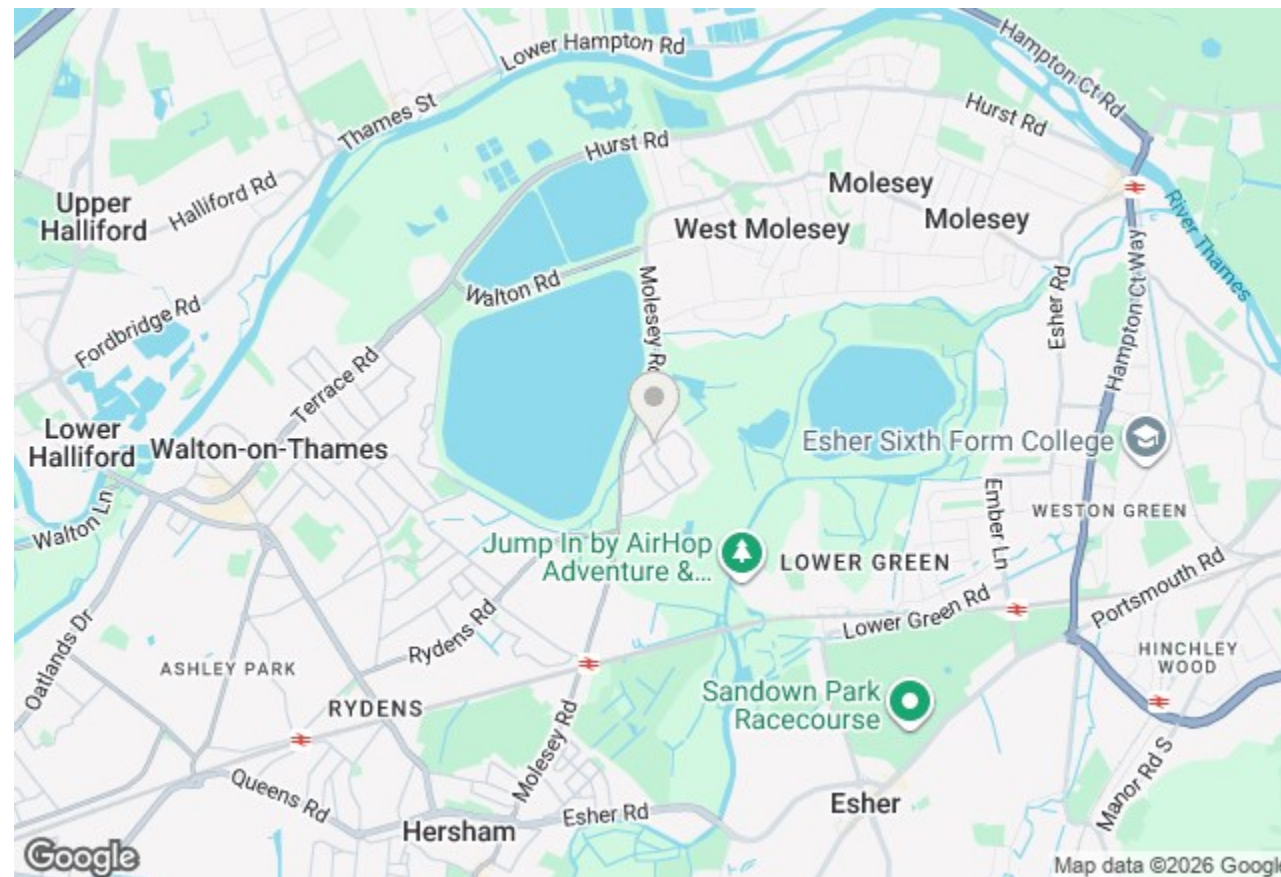 Lower Hampton Rd
Hampton Ct Rd
Thames St
Hurst Rd
Hurst Rd
Upper
Halliford
Halliford Rd
Molesey
Molesey
West Molesey
River Thames
Walton Rd
Molesey Rd
Esher Rd
Hampton Ct Way
Fordbridge Rd
Terrace Rd
Lower
Halliford
Walton-on-Thames
Esher Sixth Form College
Walton Ln
Ember Ln
WESTON GREEN
Jump In by AirHop
Adventure &...
LOWER GREEN
Portsmouth Rd
Lower Green Rd
Rydens Rd
Oatlands Dr
ASHLEY PARK
HINCHLEY
WOOD
RYDENS
Sandown Park
Racecourse
Molesey Rd
Queens Rd
Esher Rd
Esher
Manor Rd S
Hersham
Google
Map data ©2026 Google